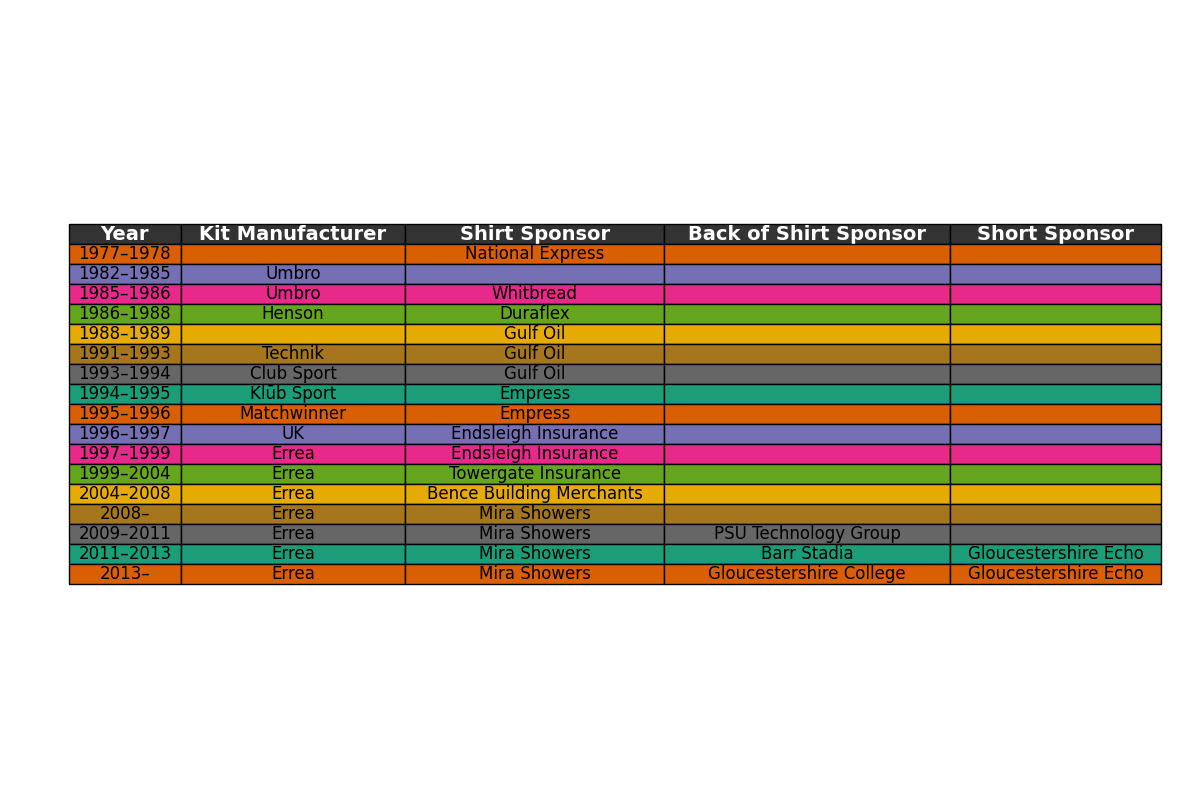 Year Kit Manufacturer Shirt Sponsor Back of Shirt Sponsor Short Sponsor
1977–1978 National Express
1982–1985 Umbro
1985–1986 Umbro Whitbread
1986–1988 Henson Duraflex
1988–1989 Gulf Oil
1991–1993 Technik Gulf Oil
1993–1994 Club Sport Gulf Oil
1994–1995 Klūb Sport Empress
1995–1996 Matchwinner Empress
1996–1997 UK Endsleigh Insurance
1997–1999 Errea Endsleigh Insurance
1999–2004 Errea Towergate Insurance
2004–2008 Errea Bence Building Merchants
2008– Errea Mira Showers
2009–2011 Errea Mira Showers PSU Technology Group
2011–2013 Errea Mira Showers Barr Stadia Gloucestershire Echo
2013– Errea Mira Showers Gloucestershire College Gloucestershire Echo